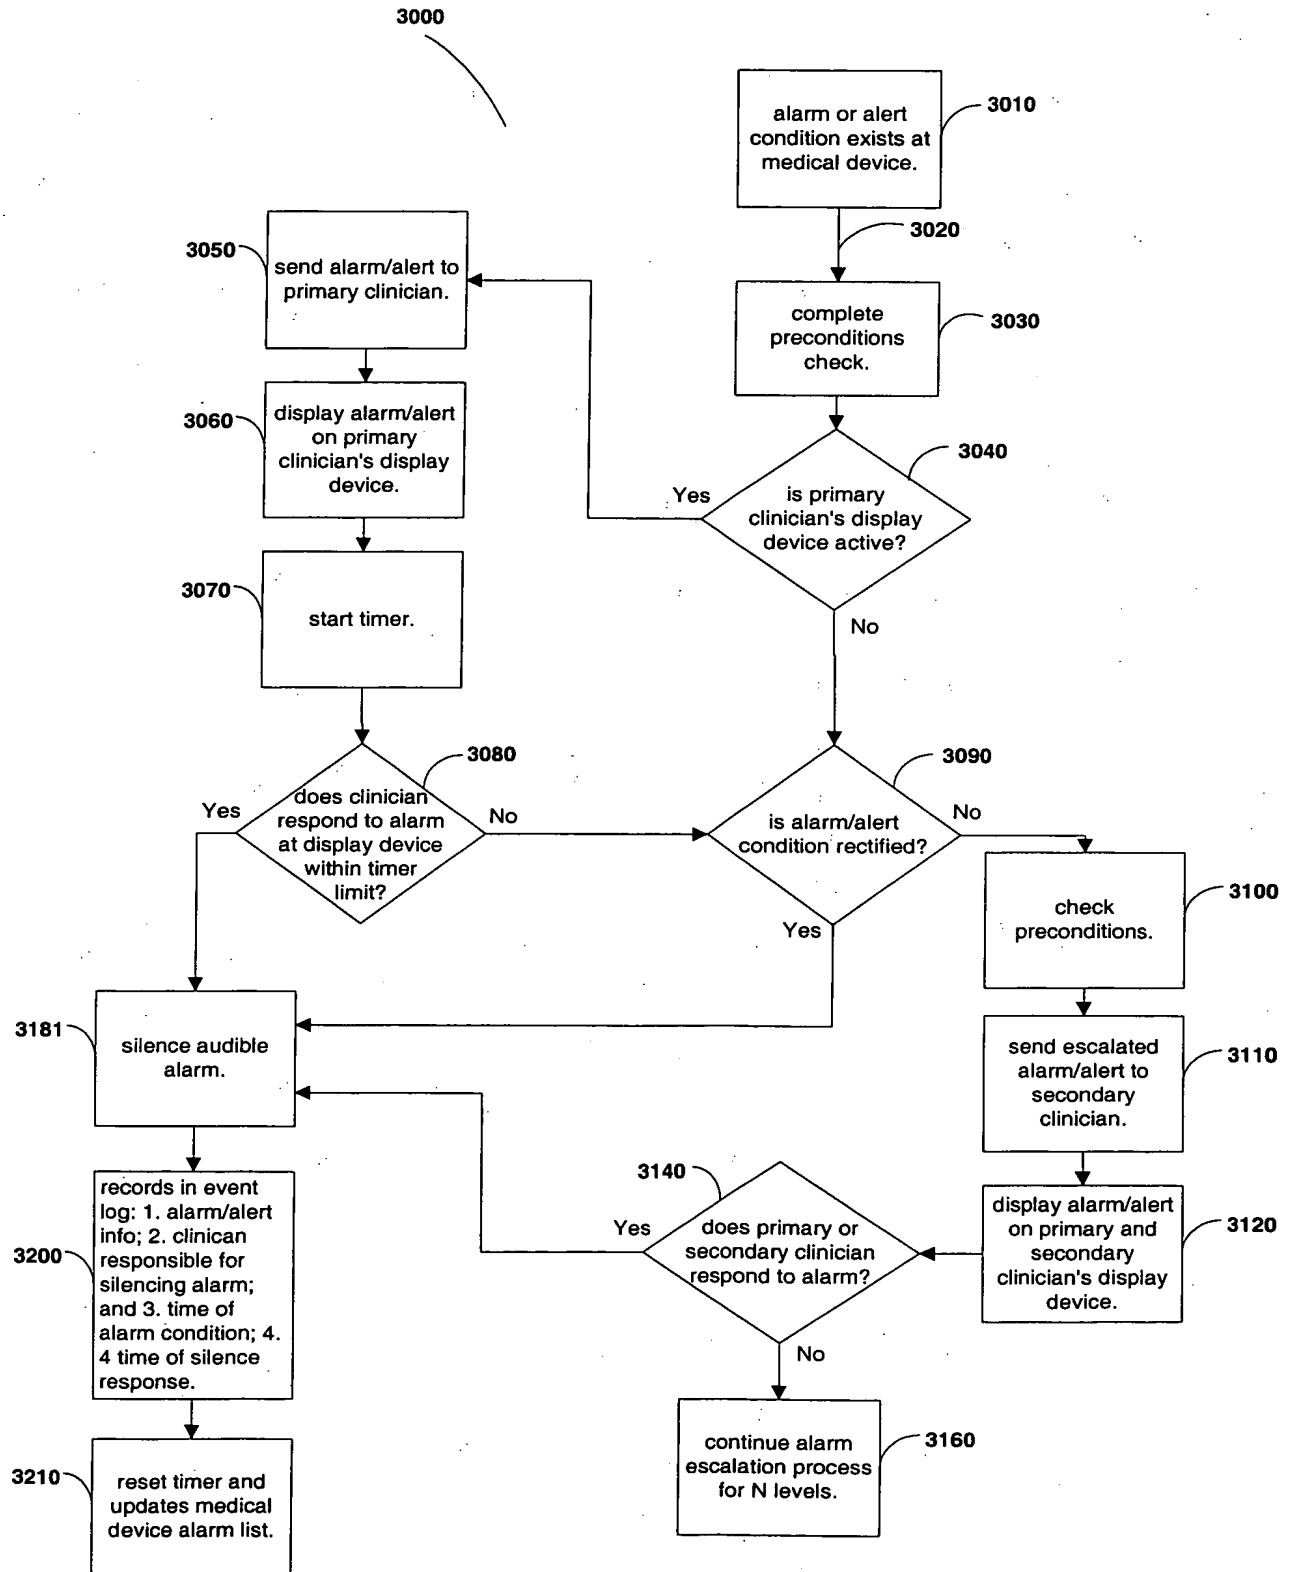 3000
alarm or alert
condition exists at
medical device.
3010
3020
complete
preconditions
check.
3030
is primary
clinician's display
device active?
3040
Yes
No
3050
send alarm/alert to
primary clinician.
3060
display alarm/alert
on primary
clinician's display
device.
3070
start timer.
3080
does clinician
respond to alarm
at display device
within timer
limit?
Yes
No
3090
is alarm/alert
condition rectified?
No
Yes
check
preconditions.
3100
send escalated
alarm/alert to
secondary
clinician.
3110
display alarm/alert
on primary and
secondary
clinician's display
device.
3120
3140
does primary or
secondary clinician
respond to alarm?
Yes
No
continue alarm
escalation process
for N levels.
3160
3181
silence audible
alarm.
3200
records in event
log: 1. alarm/alert
info; 2. clinican
responsible for
silencing alarm;
and 3. time of
alarm condition; 4.
4 time of silence
response.
3210
reset timer and
updates medical
device alarm list.